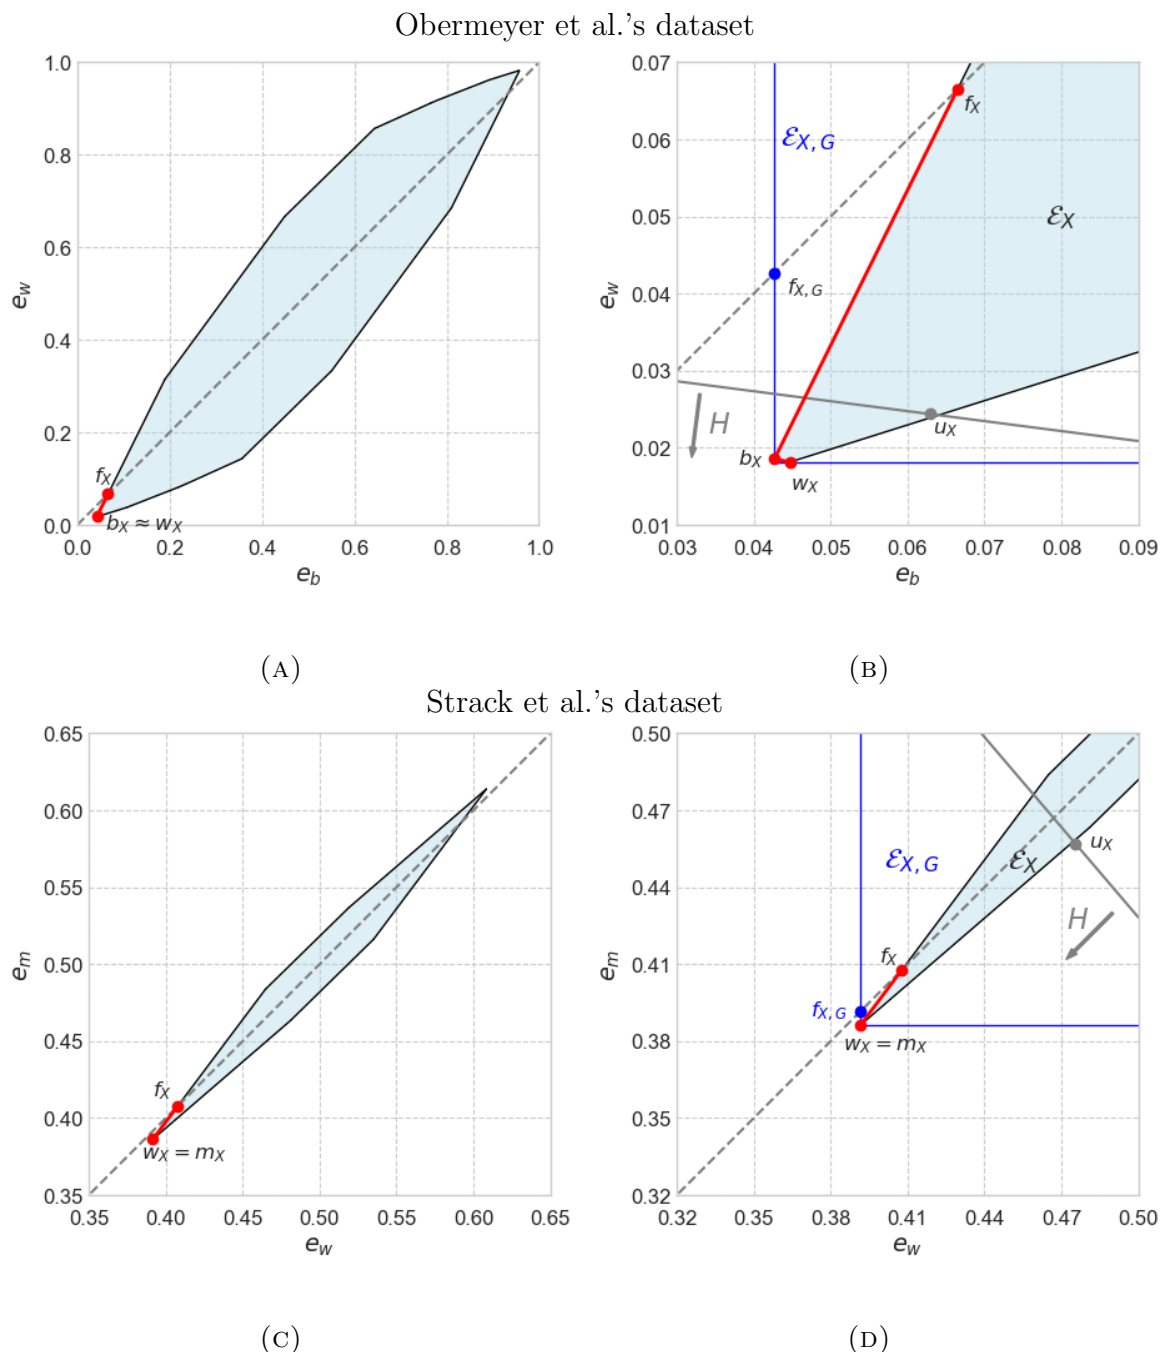 Obermeyer et al.'s dataset
1.0
0.8
0.6
0.4
0.2
0.0
e_w
f_X
b_X ≈ w_X
0.0 0.2 0.4 0.6 0.8 1.0
e_b
(A)
0.07
0.06
0.05
0.04
0.03
0.02
0.01
e_w
f_X
ℰ_{X,G}
ℰ_X
f_{X,G}
H
u_X
b_X
w_X
0.03 0.04 0.05 0.06 0.07 0.08 0.09
e_b
(B)
Strack et al.'s dataset
0.65
0.60
0.55
0.50
0.45
0.40
0.35
e_m
f_X
w_X = m_X
0.35 0.40 0.45 0.50 0.55 0.60 0.65
e_w
(C)
0.50
0.47
0.44
0.41
0.38
0.35
0.32
e_m
ℰ_{X,G}
ℰ_X
u_X
H
f_X
f_{X,G}
w_X = m_X
0.32 0.35 0.38 0.41 0.44 0.47 0.50
e_w
(D)